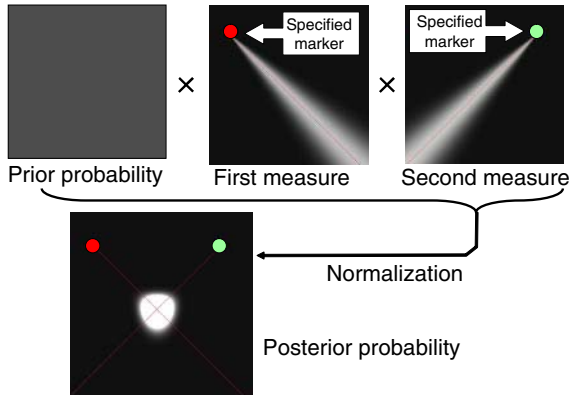 Specified
marker
Specified
marker
×
×
Prior probability
First measure
Second measure
Normalization
Posterior probability